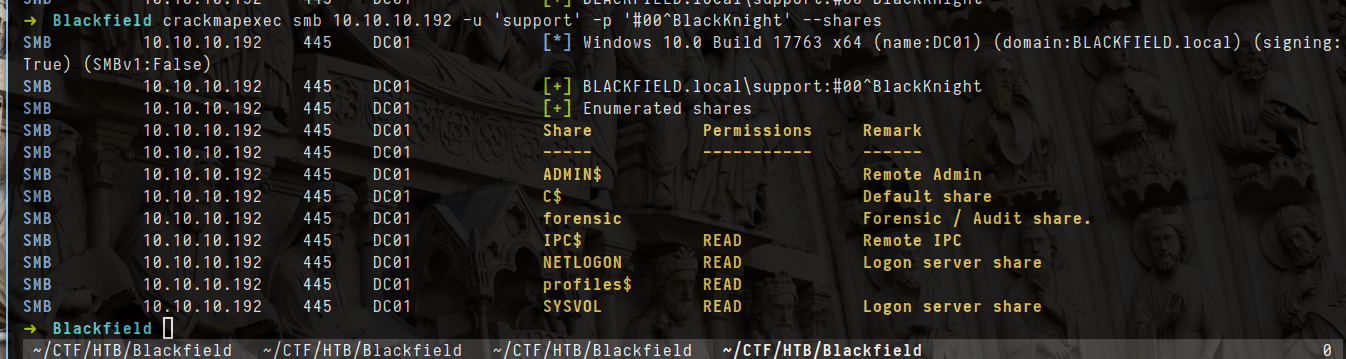 SMB 10.10.10.192 445 DC01 [+] BLACKFIELD.local\support:#00^BlackKnight
→ Blackfield crackmapexec smb 10.10.10.192 -u 'support' -p '#00^BlackKnight' --shares
SMB 10.10.10.192 445 DC01 [*] Windows 10.0 Build 17763 x64 (name:DC01) (domain:BLACKFIELD.local) (signing:
True) (SMBv1:False)
SMB 10.10.10.192 445 DC01 [+] BLACKFIELD.local\support:#00^BlackKnight
SMB 10.10.10.192 445 DC01 [+] Enumerated shares
SMB 10.10.10.192 445 DC01 Share Permissions Remark
SMB 10.10.10.192 445 DC01 ----- ----------- ------
SMB 10.10.10.192 445 DC01 ADMIN$ Remote Admin
SMB 10.10.10.192 445 DC01 C$ Default share
SMB 10.10.10.192 445 DC01 forensic Forensic / Audit share.
SMB 10.10.10.192 445 DC01 IPC$ READ Remote IPC
SMB 10.10.10.192 445 DC01 NETLOGON READ Logon server share
SMB 10.10.10.192 445 DC01 profiles$ READ
SMB 10.10.10.192 445 DC01 SYSVOL READ Logon server share
→ Blackfield
~/CTF/HTB/Blackfield ~/CTF/HTB/Blackfield ~/CTF/HTB/Blackfield ~/CTF/HTB/Blackfield 0